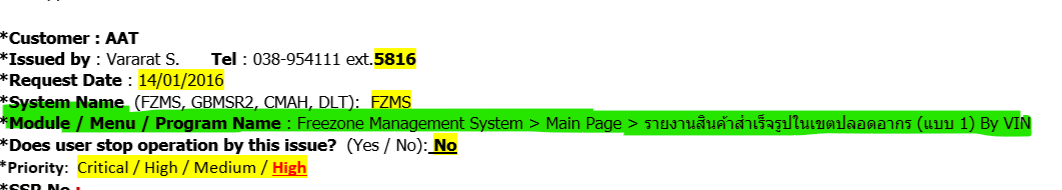 *Customer : AAT
*Issued by : Vararat S. Tel : 038-954111 ext.5816
*Request Date : 14/01/2016
*System Name (FZMS, GBMSR2, CMAH, DLT): FZMS
*Module / Menu / Program Name : Freezone Management System > Main Page > รายงานสินค้าสำเร็จรูปในเขตปลอดอากร (แบบ 1) By VIN
*Does user stop operation by this issue? (Yes / No): No
*Priority: Critical / High / Medium / High
*SSR No :